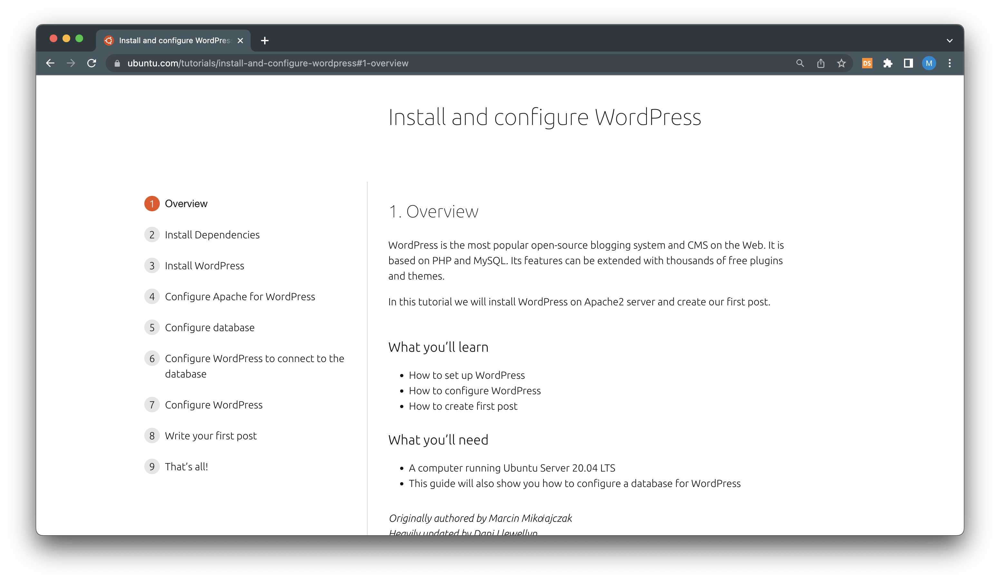 Install and configure WordPres
ubuntu.com/tutorials/install-and-configure-wordpress#1-overview
DS
M
Install and configure WordPress
1 Overview
2 Install Dependencies
3 Install WordPress
4 Configure Apache for WordPress
5 Configure database
6 Configure WordPress to connect to the
database
7 Configure WordPress
8 Write your first post
9 That’s all!
1. Overview
WordPress is the most popular open-source blogging system and CMS on the Web. It is
based on PHP and MySQL. Its features can be extended with thousands of free plugins
and themes.
In this tutorial we will install WordPress on Apache2 server and create our first post.
What you’ll learn
• How to set up WordPress
• How to configure WordPress
• How to create first post
What you’ll need
• A computer running Ubuntu Server 20.04 LTS
• This guide will also show you how to configure a database for WordPress
Originally authored by Marcin Mikołajczak
Heavily updated by Dani Llewellyn